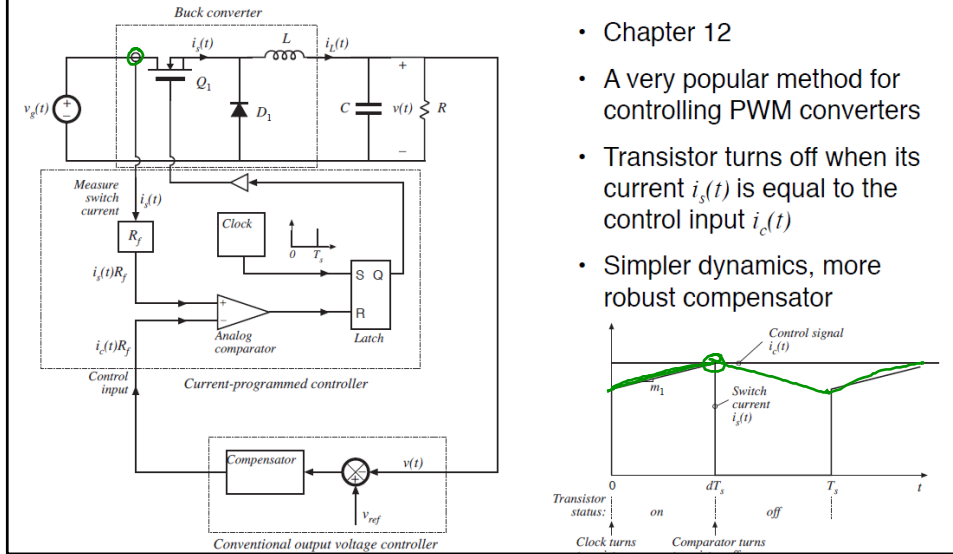 Buck converter
i_s(t)
L
i_L(t)
+
Q_1
v_g(t)
+
–
D_1
C
v(t)
R
–
Measure
switch
current
i_s(t)
R_f
Clock
0
T_s
S Q
R
Latch
i_s(t)R_f
+
–
Analog
comparator
i_c(t)R_f
Control
input
Current-programmed controller
Compensator
–
+
v(t)
v_ref
Conventional output voltage controller
• Chapter 12
• A very popular method for
controlling PWM converters
• Transistor turns off when its
current i_s(t) is equal to the
control input i_c(t)
• Simpler dynamics, more
robust compensator
Control signal
i_c(t)
m_1
Switch
current
i_s(t)
0
dT_s
T_s
t
Transistor
status:
on
off
Clock turns
Comparator turns